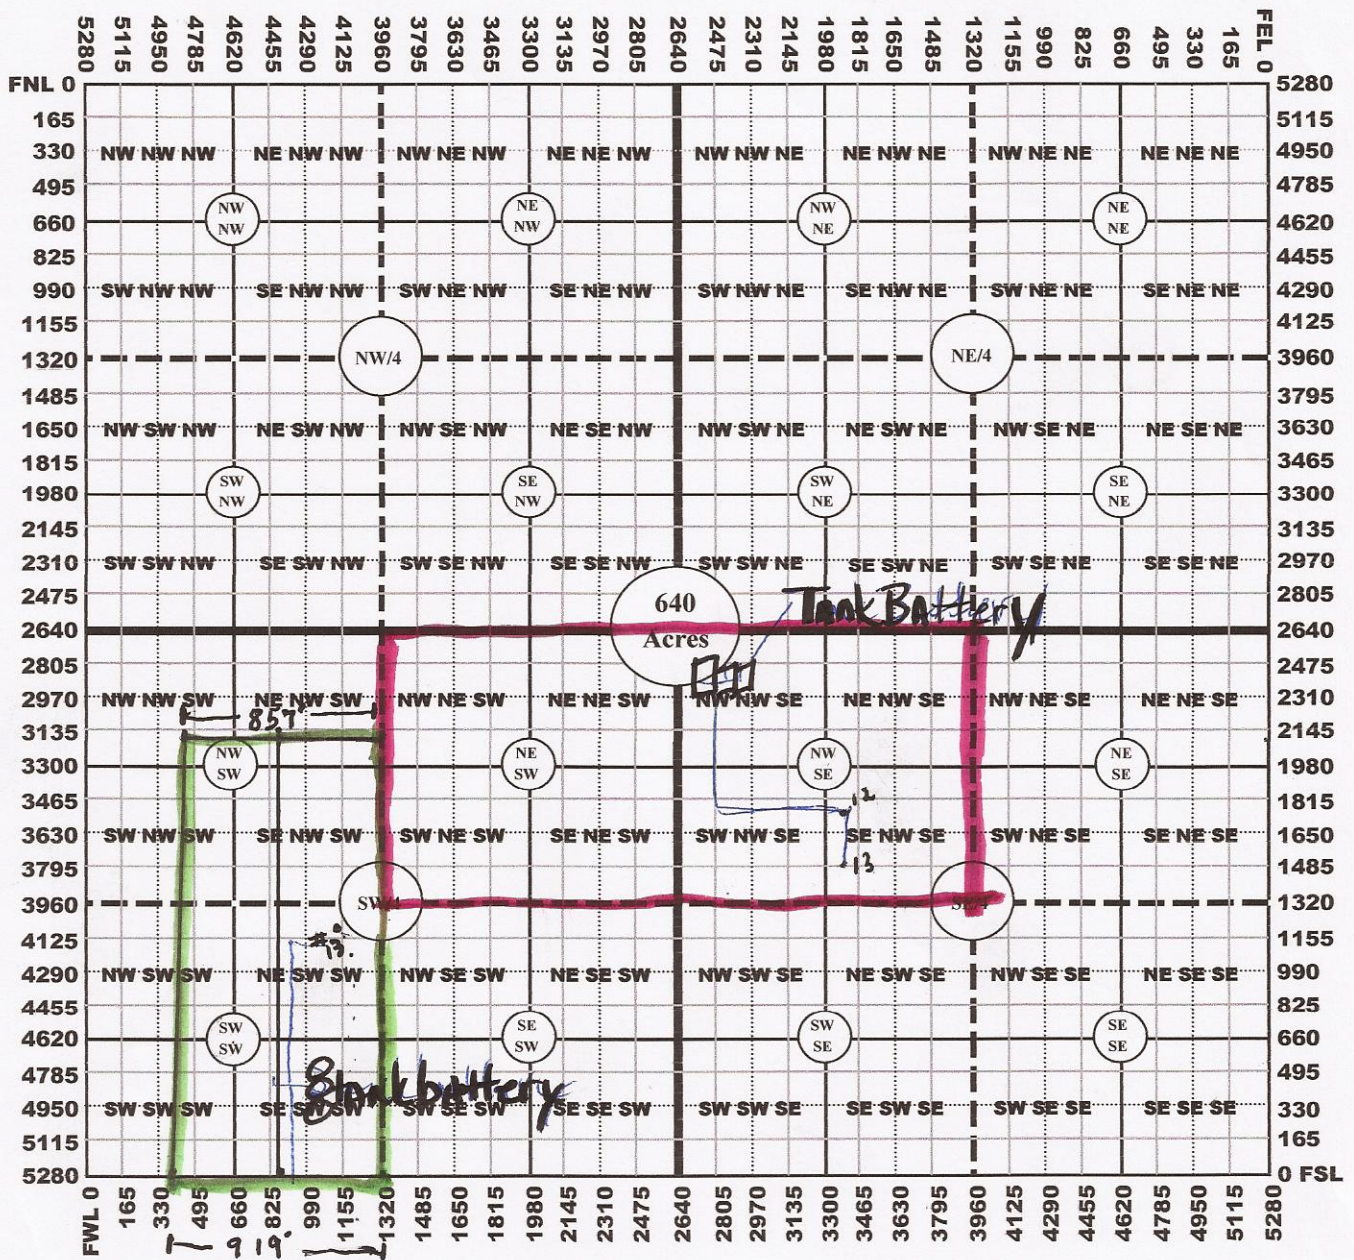 5280 5115 4950 4785 4620 4455 4290 4125 3960 3795 3630 3465 3300 3135 2970 2805 2640 2475 2310 2145 1980 1815 1650 1485 1320 1155 990 825 660 495 330 165 FEL 0
FNL 0 5280
165 5115
330 NW NW NW NE NW NW NW NE NW NE NE NW NW NW NE NE NW NE NW NE NE NE NE NE 4950
495 4785
NW NW NE NW NW NE NE NE
660 4620
825 4455
990 SW NW NW SE NW NW SW NE NW SE NE NW SW NW NE SE NW NE SW NE NE SE NE NE 4290
1155 4125
1320 NW/4 NE/4 3960
1485 3795
1650 NW SW NW NE SW NW NW SE NW NE SE NW NW SW NE NE SW NE NW SE NE NE SE NE 3630
1815 3465
SW NW SE NW SW NE SE NE
1980 3300
2145 3135
2310 SW SW NW SE SW NW SW SE NW SE SE NW SW SW NE SE SW NE SW SE NE SE SE NE 2970
2475 640 Acres Tank Battery 2805
2640 2640
2805 2475
2970 NW NW SW NE NW SW NW NE SW NE NE SW NW NW SE NE NW SE NW NE SE NE NE SE 2310
857'
3135 2145
NW SW NE SW NW SE NE SE
3300 1980
3465 12 1815
3630 SW NW SW SE NW SW SW NE SW SE NE SW SW NW SE SE NW SE SW NE SE SE NE SE 1650
3795 13 1485
3960 SW/4 SE/4 1320
4125 #13. 1155
4290 NW SW SW NE SW SW NW SE SW NE SE SW NW SW SE NE SW SE NW SE SE NE SE SE 990
4455 825
SW SW SE SW SW SE SE SE
4620 660
4785 tank battery 495
4950 SW SW SW SE SW SW SW SE SW SE SE SW SW SW SE SE SW SE SW SE SE SE SE SE 330
5115 165
5280 0 FSL
FWL 0 165 330 495 660 825 990 1155 1320 1485 1650 1815 1980 2145 2310 2475 2640 2805 2970 3135 3300 3465 3630 3795 3960 4125 4290 4455 4620 4785 4950 5115 5280
919'